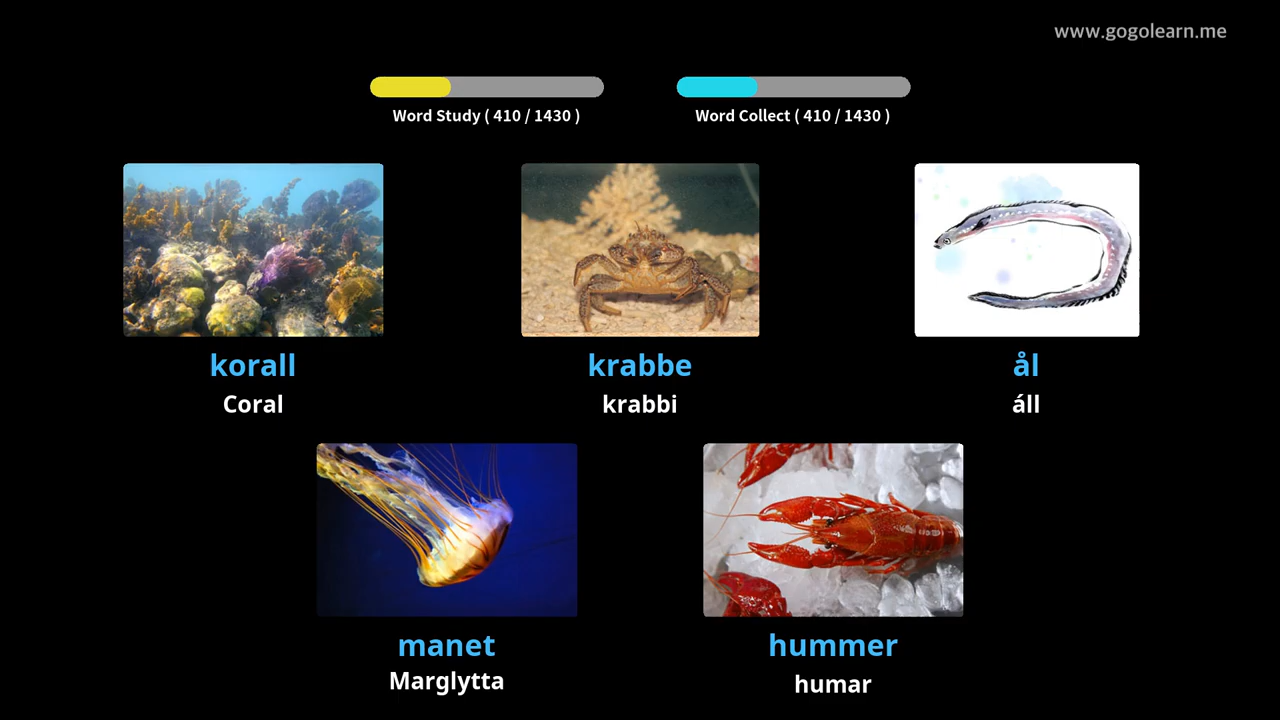 www.gogolearn.me
Word Study ( 410 / 1430 )
Word Collect ( 410 / 1430 )
korall
Coral
krabbe
krabbi
ål
áll
manet
Marglytta
hummer
humar